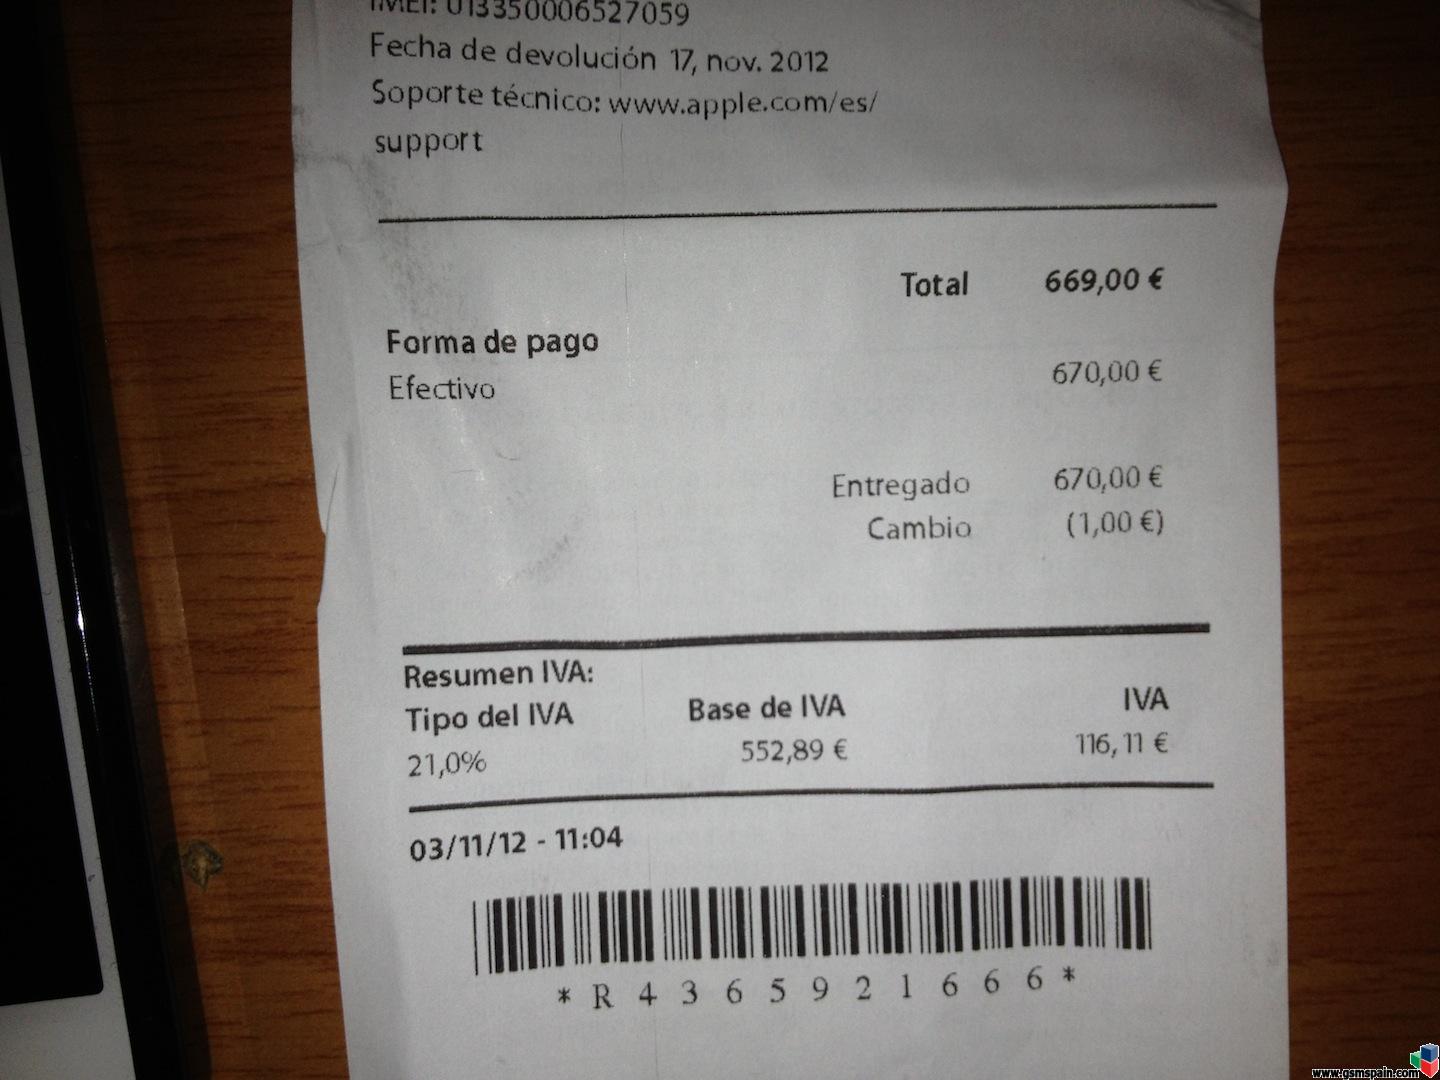 IMEI: 013350006527059
Fecha de devolución 17, nov. 2012
Soporte técnico: www.apple.com/es/
support
Total 669,00 €
Forma de pago
Efectivo 670,00 €
Entregado 670,00 €
Cambio (1,00 €)
Resumen IVA:
Tipo del IVA Base de IVA IVA
21,0% 552,89 € 116,11 €
03/11/12 - 11:04
*R4365921666*
www.gsmspain.com